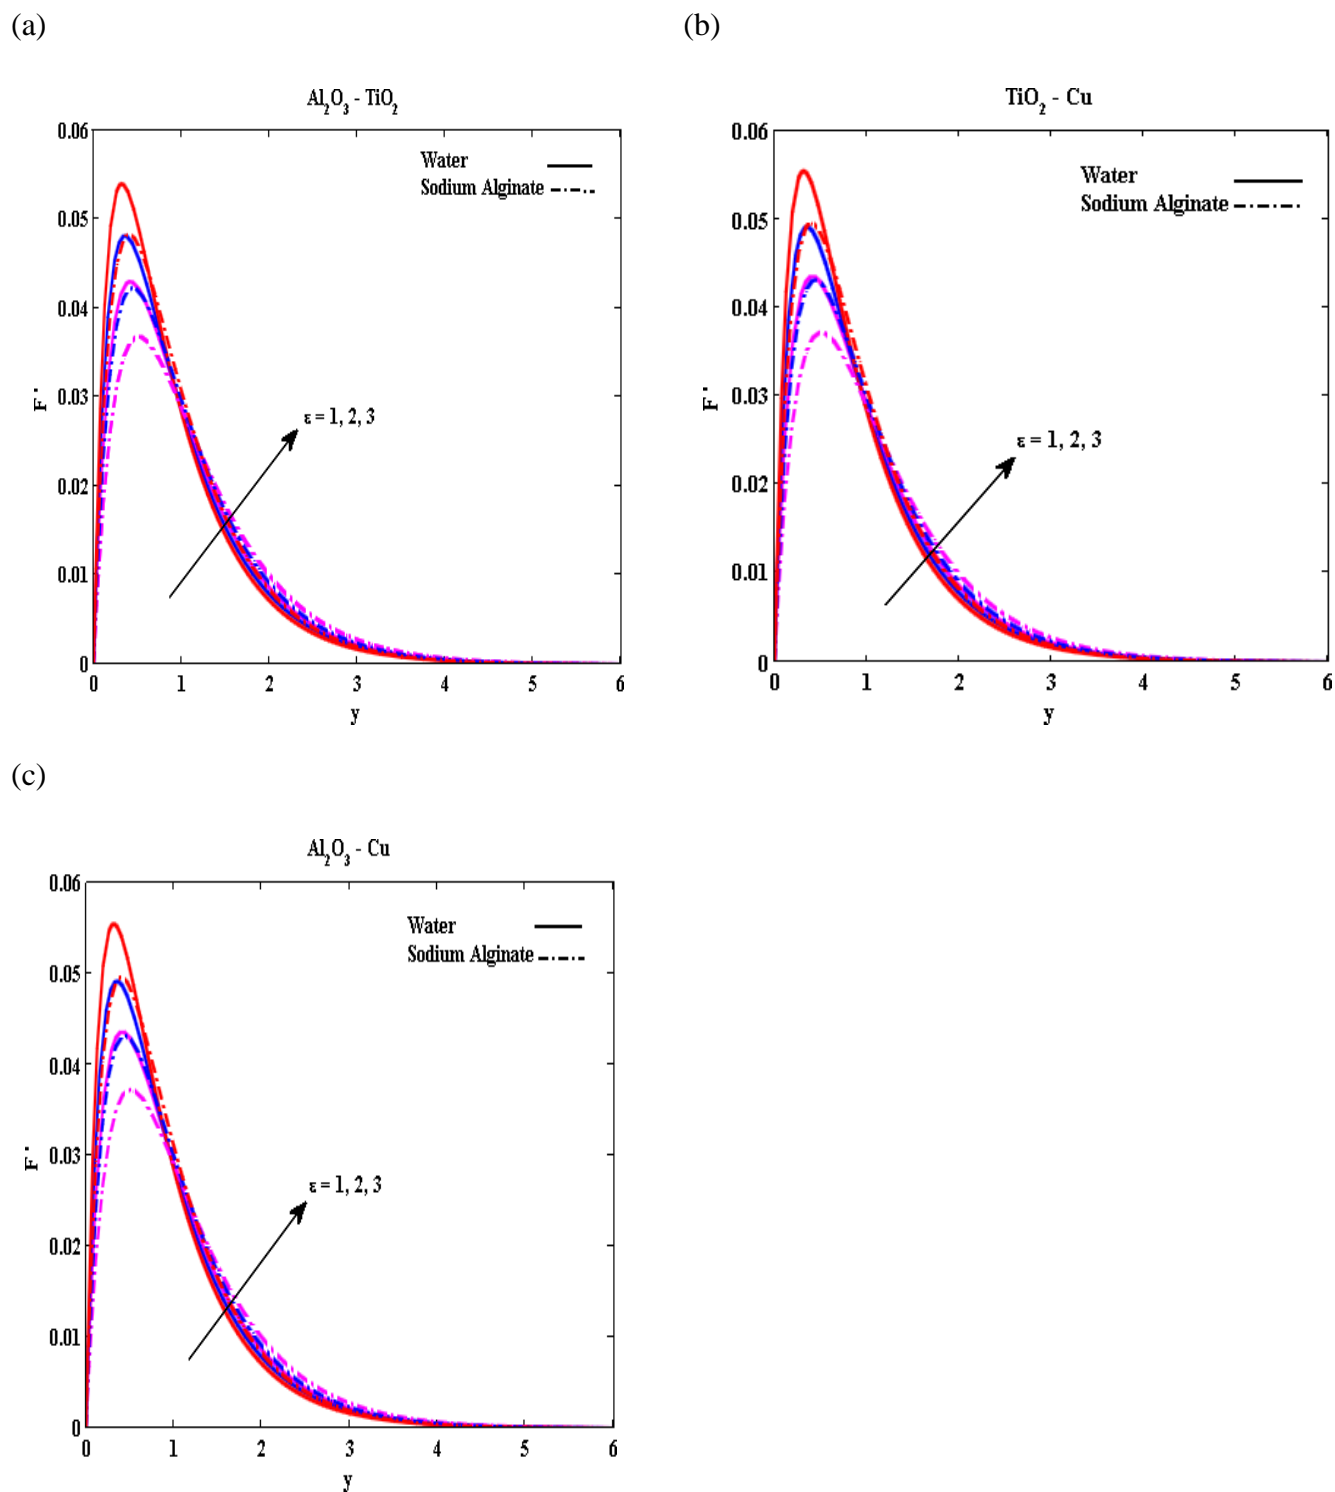 (a)
Al2O3 - TiO2
0.06
0.05
0.04
0.03
0.02
0.01
0
Water
Sodium Alginate
ε = 1, 2, 3
F'
0 1 2 3 4 5 6
y
(b)
TiO2 - Cu
0.06
0.05
0.04
0.03
0.02
0.01
0
Water
Sodium Alginate
ε = 1, 2, 3
F'
0 1 2 3 4 5 6
y
(c)
Al2O3 - Cu
0.06
0.05
0.04
0.03
0.02
0.01
0
Water
Sodium Alginate
ε = 1, 2, 3
F'
0 1 2 3 4 5 6
y